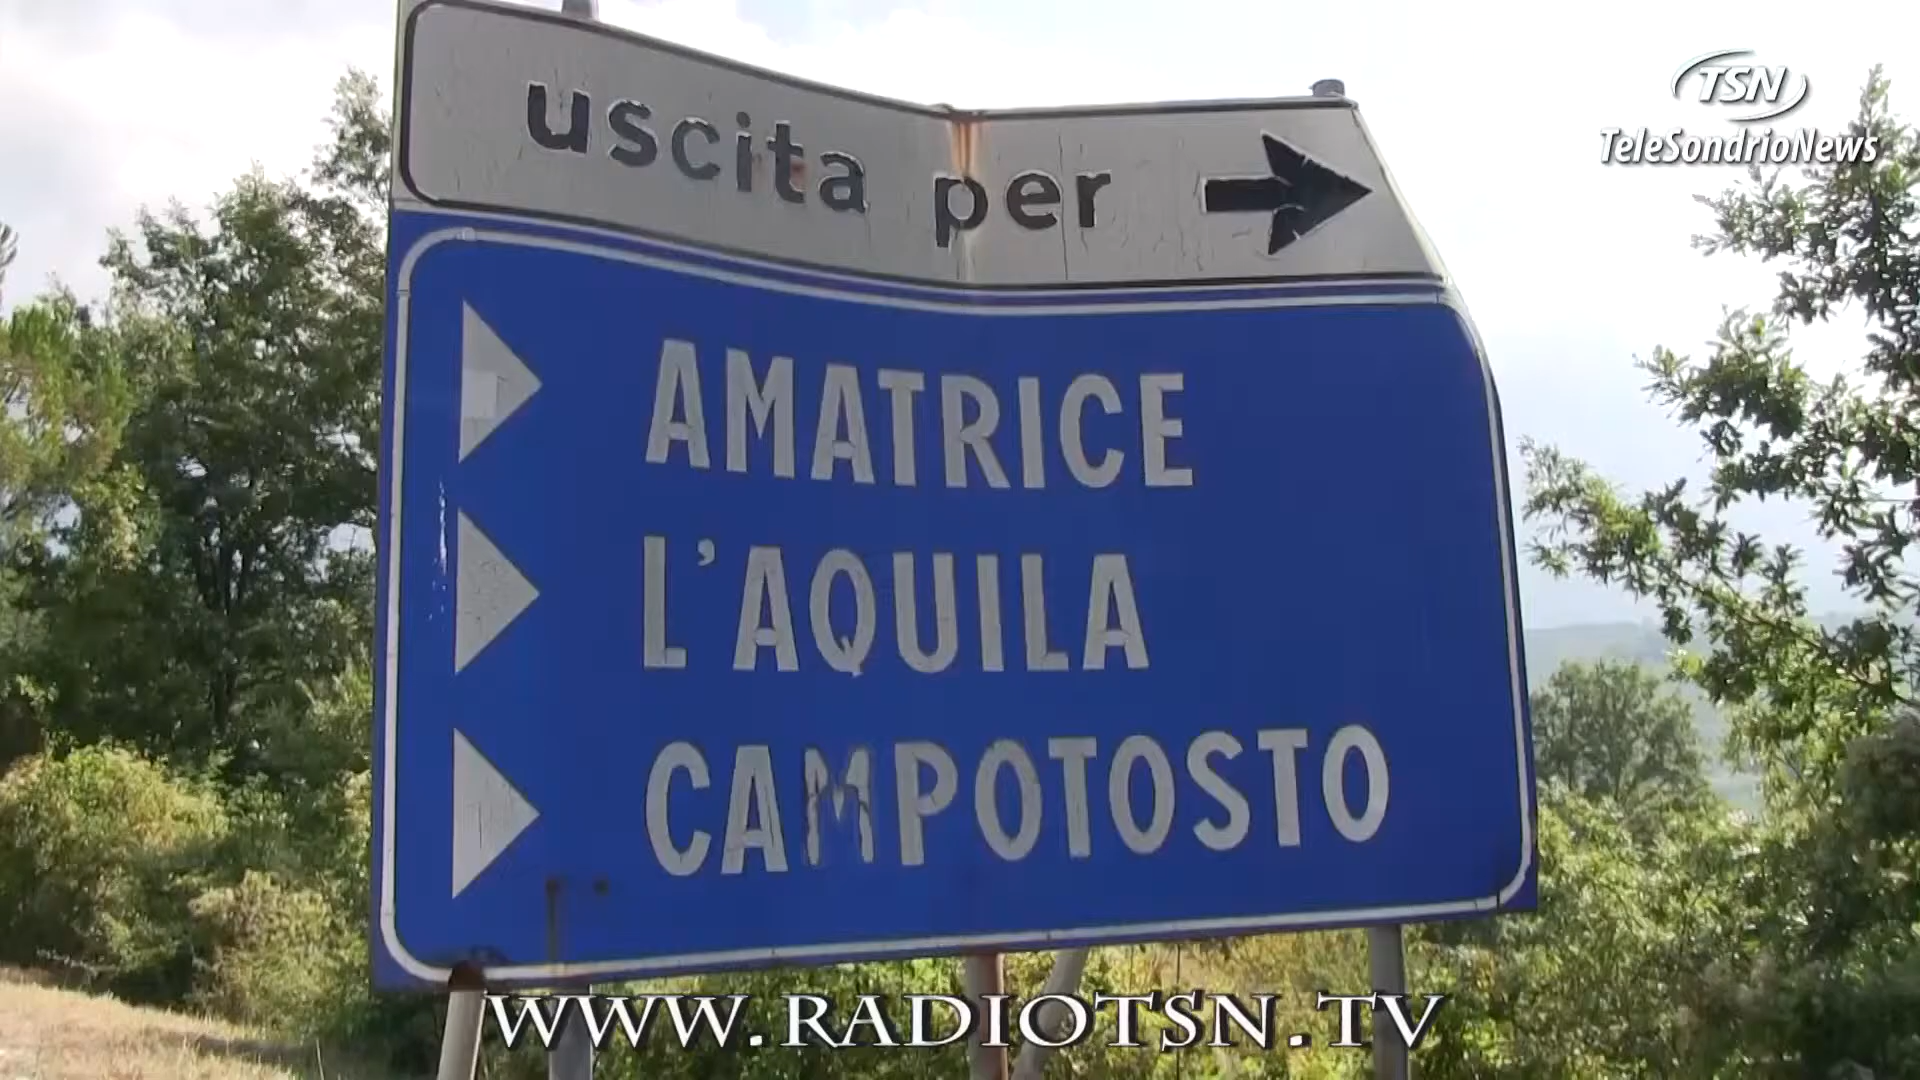 TSN
TeleSondrioNews
uscita per
AMATRICE
L'AQUILA
CAMPOTOSTO
WWW.RADIOTSN.TV